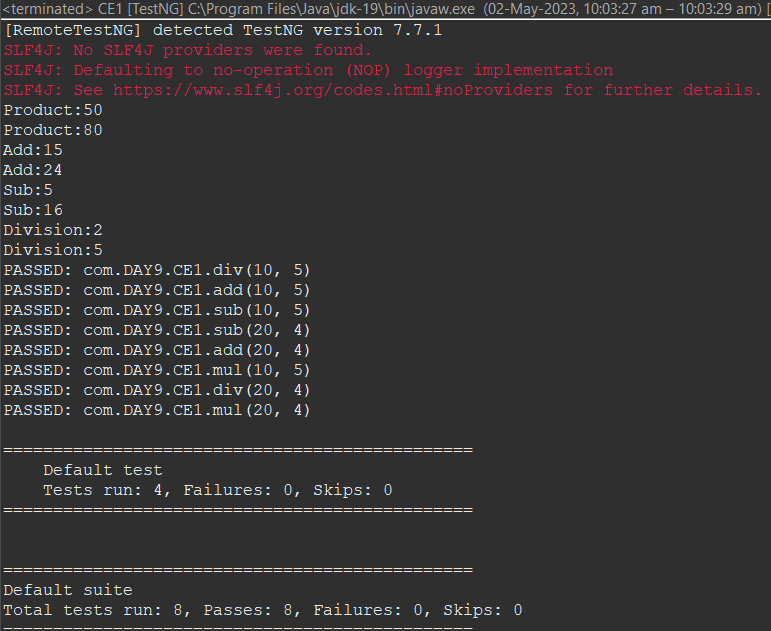 <terminated> CE1 [TestNG] C:\Program Files\Java\jdk-19\bin\javaw.exe (02-May-2023, 10:03:27 am – 10:03:29 am) [
[RemoteTestNG] detected TestNG version 7.7.1
SLF4J: No SLF4J providers were found.
SLF4J: Defaulting to no-operation (NOP) logger implementation
SLF4J: See https://www.slf4j.org/codes.html#noProviders for further details.
Product:50
Product:80
Add:15
Add:24
Sub:5
Sub:16
Division:2
Division:5
PASSED: com.DAY9.CE1.div(10, 5)
PASSED: com.DAY9.CE1.add(10, 5)
PASSED: com.DAY9.CE1.sub(10, 5)
PASSED: com.DAY9.CE1.sub(20, 4)
PASSED: com.DAY9.CE1.add(20, 4)
PASSED: com.DAY9.CE1.mul(10, 5)
PASSED: com.DAY9.CE1.div(20, 4)
PASSED: com.DAY9.CE1.mul(20, 4)
===============================================
Default test
Tests run: 4, Failures: 0, Skips: 0
===============================================
===============================================
Default suite
Total tests run: 8, Passes: 8, Failures: 0, Skips: 0
===============================================